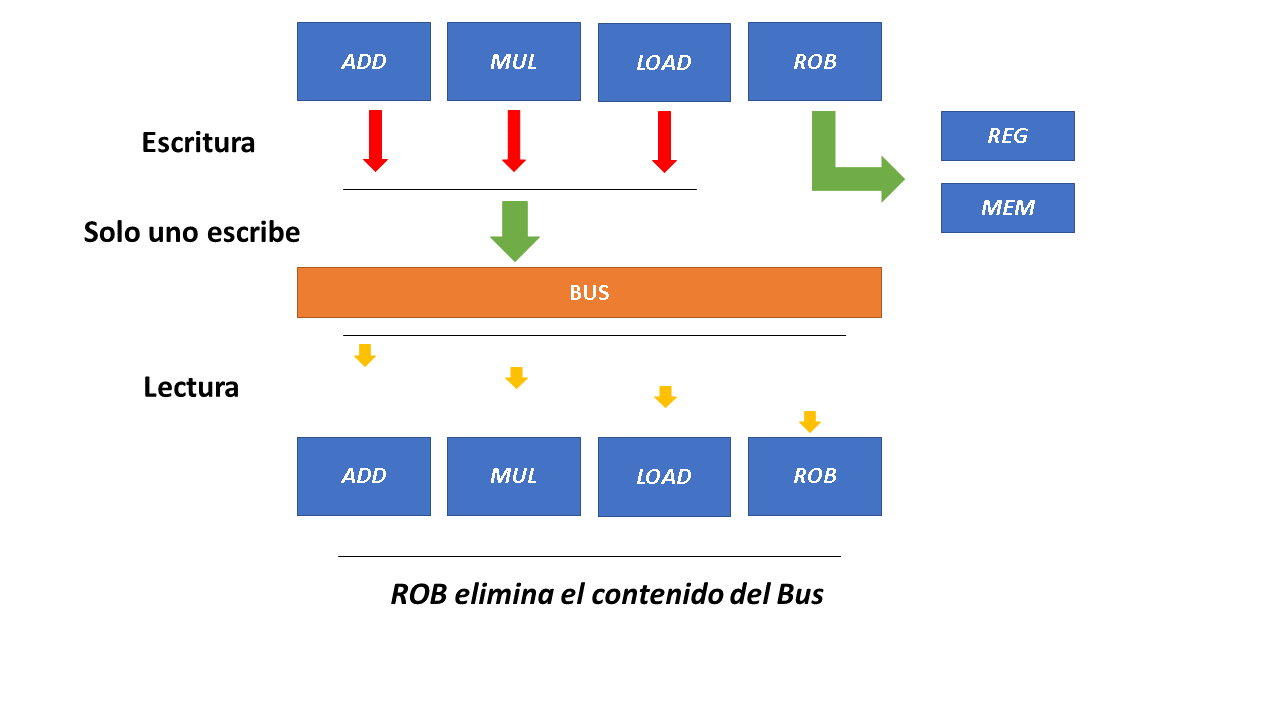 ADD MUL LOAD ROB
Escritura
REG
MEM
Solo uno escribe
BUS
Lectura
ADD MUL LOAD ROB
ROB elimina el contenido del Bus